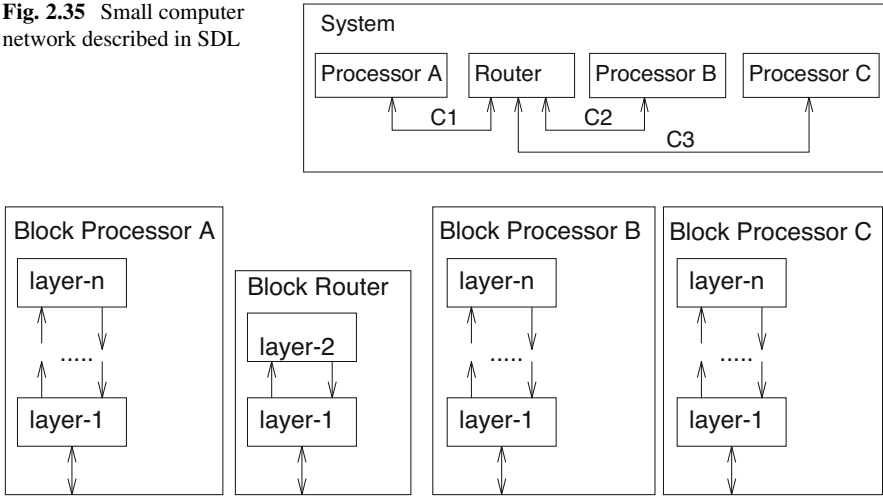 Fig. 2.35 Small computer
network described in SDL
System
Processor A
Router
Processor B
Processor C
C1
C2
C3
Block Processor A
layer-n
.....
layer-1
Block Router
layer-2
layer-1
Block Processor B
layer-n
.....
layer-1
Block Processor C
layer-n
.....
layer-1